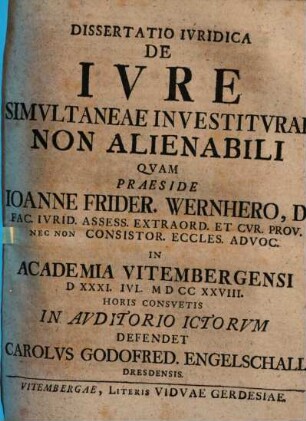 DISSERTATIO IVRIDICA
DE
IVRE
SIMVLTANEAE INVESTITVRAE
NON ALIENABILI
QVAM
PRAESIDE
IOANNE FRIDER. WERNHERO, D
FAC. IVRID. ASSESS. EXTRAORD. ET CVR. PROV.
NEC NON CONSISTOR. ECCLES. ADVOC.
IN
ACADEMIA VITEMBERGENSI
D XXXI. IVL. M D CC XXVIII.
HORIS CONSVETIS
IN AVDITORIO ICTORVM
DEFENDET
CAROLVS GODOFRED. ENGELSCHALL
DRESDENSIS.
VITEMBERGAE, LITERIS VIDVAE GERDESIAE.